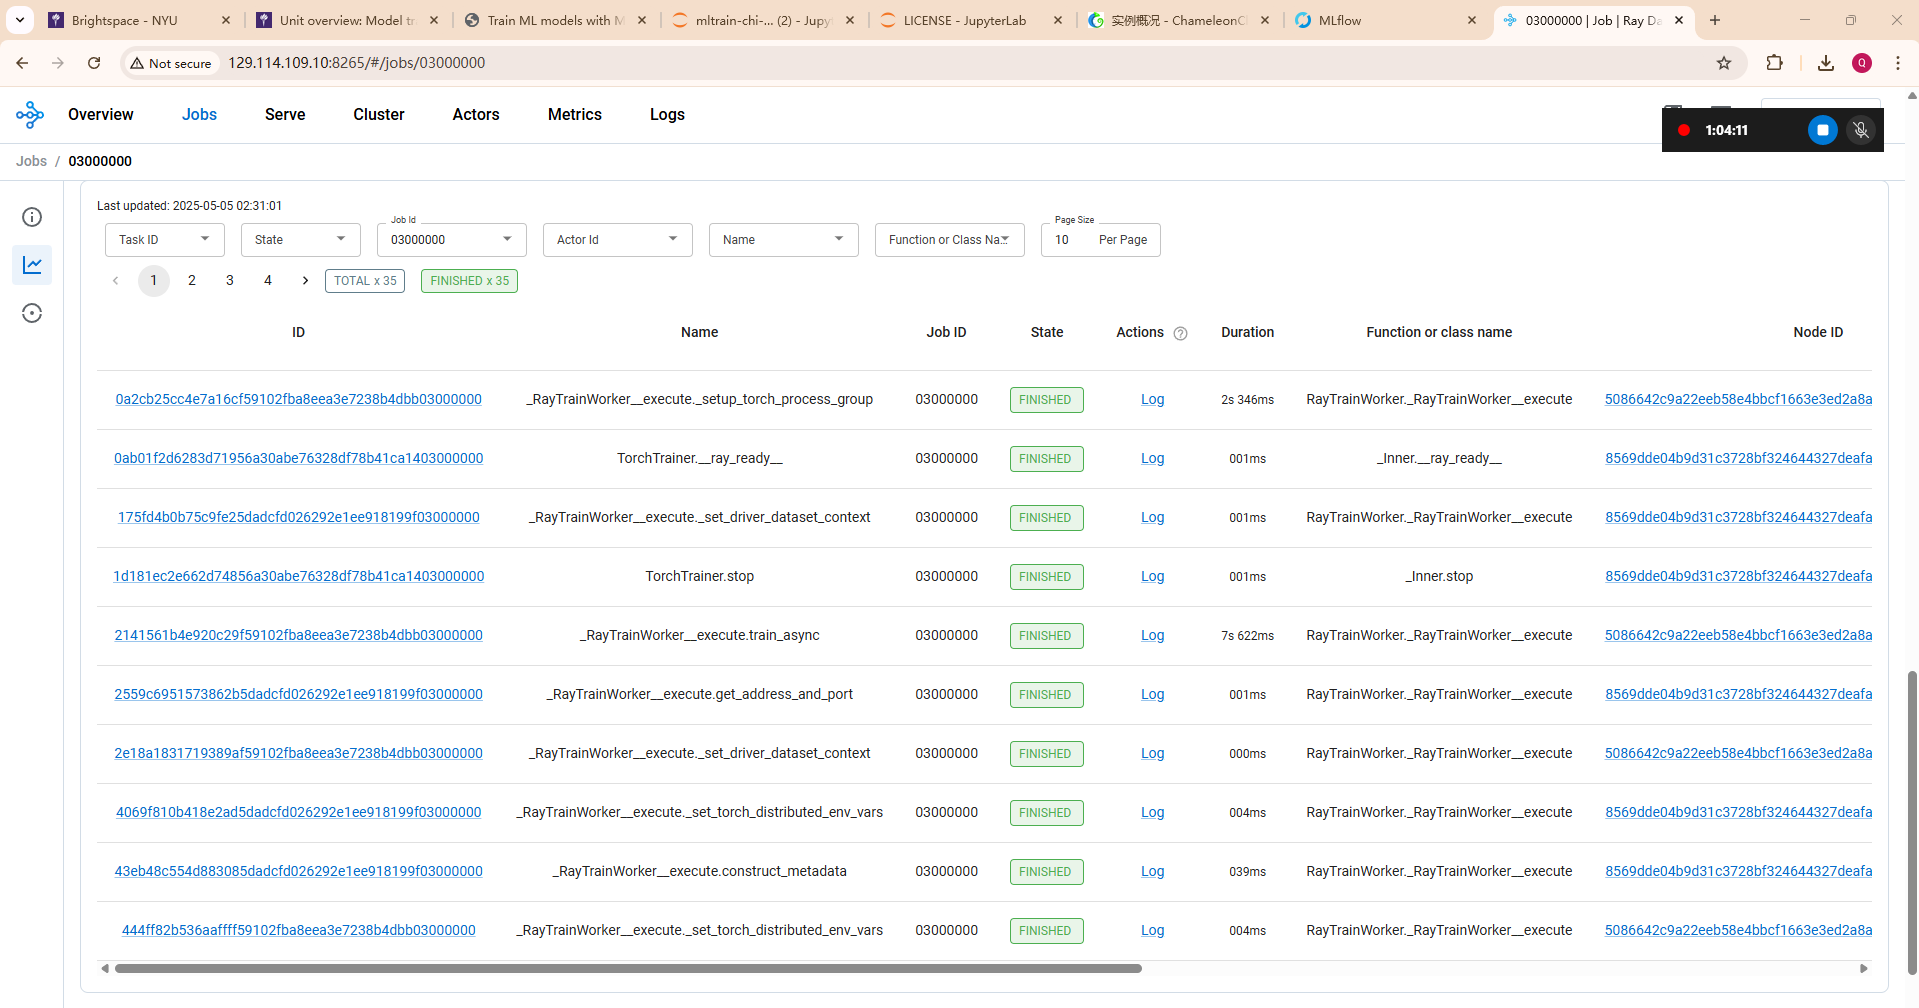 Brightspace - NYU
Unit overview: Model tr
Train ML models with M
mltrain-chi-... (2) - Jupy
LICENSE - JupyterLab
实例概况 - ChameleonC
MLflow
03000000 | Job | Ray Da
Not secure
129.114.109.10:8265/#/jobs/03000000
Q
Overview
Jobs
Serve
Cluster
Actors
Metrics
Logs
1:04:11
Jobs / 03000000
Last updated: 2025-05-05 02:31:01
Task ID
State
Job Id
03000000
Actor Id
Name
Function or Class Na...
Page Size
10 Per Page
1 2 3 4
TOTAL x 35
FINISHED x 35
ID Name Job ID State Actions Duration Function or class name Node ID
0a2cb25cc4e7a16cf59102fba8eea3e7238b4dbb03000000 _RayTrainWorker__execute._setup_torch_process_group 03000000 FINISHED Log 2s 346ms RayTrainWorker._RayTrainWorker__execute 5086642c9a22eeb58e4bbcf1663e3ed2a8a
0ab01f2d6283d71956a30abe76328df78b41ca1403000000 TorchTrainer.__ray_ready__ 03000000 FINISHED Log 001ms _Inner.__ray_ready__ 8569dde04b9d31c3728bf324644327deafa
175fd4b0b75c9fe25dadcfd026292e1ee918199f03000000 _RayTrainWorker__execute._set_driver_dataset_context 03000000 FINISHED Log 001ms RayTrainWorker._RayTrainWorker__execute 8569dde04b9d31c3728bf324644327deafa
1d181ec2e662d74856a30abe76328df78b41ca1403000000 TorchTrainer.stop 03000000 FINISHED Log 001ms _Inner.stop 8569dde04b9d31c3728bf324644327deafa
2141561b4e920c29f59102fba8eea3e7238b4dbb03000000 _RayTrainWorker__execute.train_async 03000000 FINISHED Log 7s 622ms RayTrainWorker._RayTrainWorker__execute 5086642c9a22eeb58e4bbcf1663e3ed2a8a
2559c6951573862b5dadcfd026292e1ee918199f03000000 _RayTrainWorker__execute.get_address_and_port 03000000 FINISHED Log 001ms RayTrainWorker._RayTrainWorker__execute 8569dde04b9d31c3728bf324644327deafa
2e18a1831719389af59102fba8eea3e7238b4dbb03000000 _RayTrainWorker__execute._set_driver_dataset_context 03000000 FINISHED Log 000ms RayTrainWorker._RayTrainWorker__execute 5086642c9a22eeb58e4bbcf1663e3ed2a8a
4069f810b418e2ad5dadcfd026292e1ee918199f03000000 _RayTrainWorker__execute._set_torch_distributed_env_vars 03000000 FINISHED Log 004ms RayTrainWorker._RayTrainWorker__execute 8569dde04b9d31c3728bf324644327deafa
43eb48c554d883085dadcfd026292e1ee918199f03000000 _RayTrainWorker__execute.construct_metadata 03000000 FINISHED Log 039ms RayTrainWorker._RayTrainWorker__execute 8569dde04b9d31c3728bf324644327deafa
444ff82b536aaffff59102fba8eea3e7238b4dbb03000000 _RayTrainWorker__execute._set_torch_distributed_env_vars 03000000 FINISHED Log 004ms RayTrainWorker._RayTrainWorker__execute 5086642c9a22eeb58e4bbcf1663e3ed2a8a